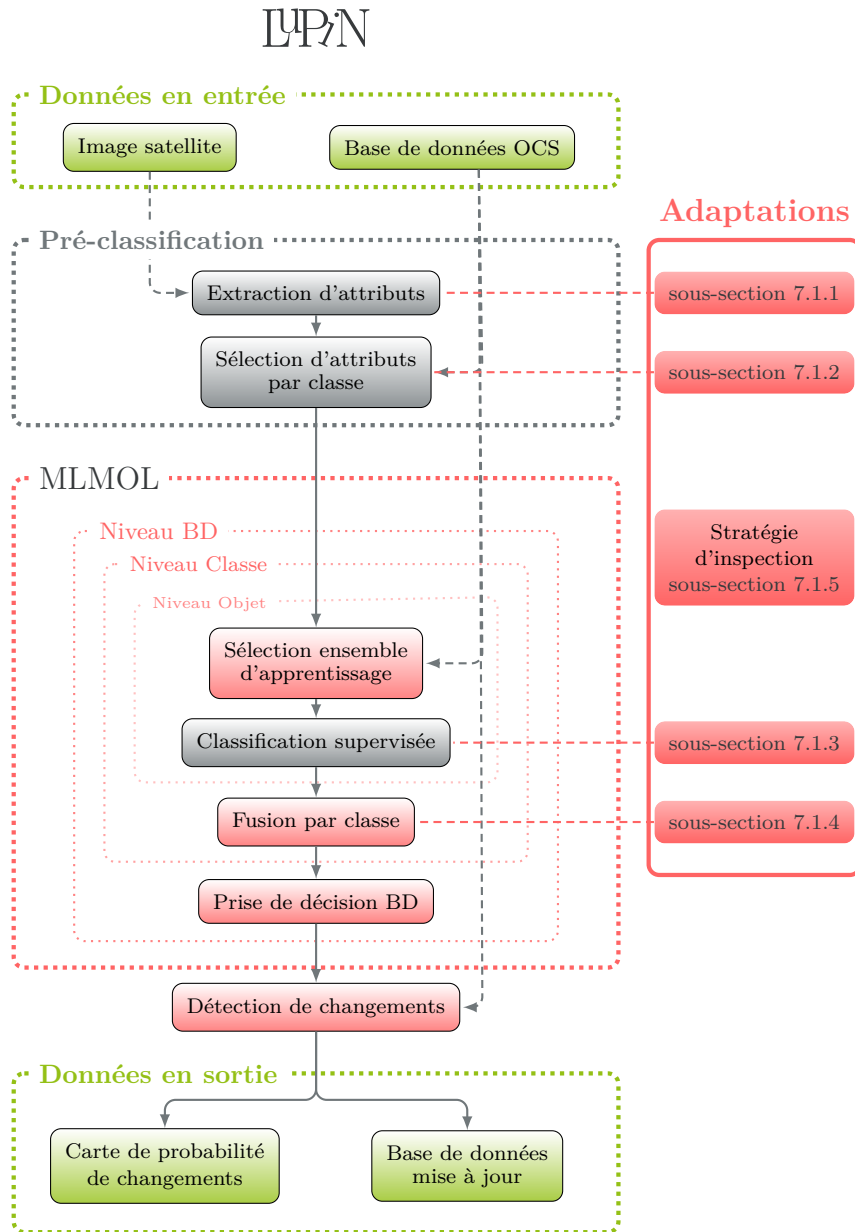 LUPIN
Données en entrée
Image satellite
Base de données OCS
Adaptations
Pré-classification
Extraction d'attributs
sous-section 7.1.1
Sélection d'attributs
par classe
sous-section 7.1.2
MLMOL
Niveau BD
Niveau Classe
Niveau Objet
Stratégie
d'inspection
sous-section 7.1.5
Sélection ensemble
d'apprentissage
Classification supervisée
sous-section 7.1.3
Fusion par classe
sous-section 7.1.4
Prise de décision BD
Détection de changements
Données en sortie
Carte de probabilité
de changements
Base de données
mise à jour